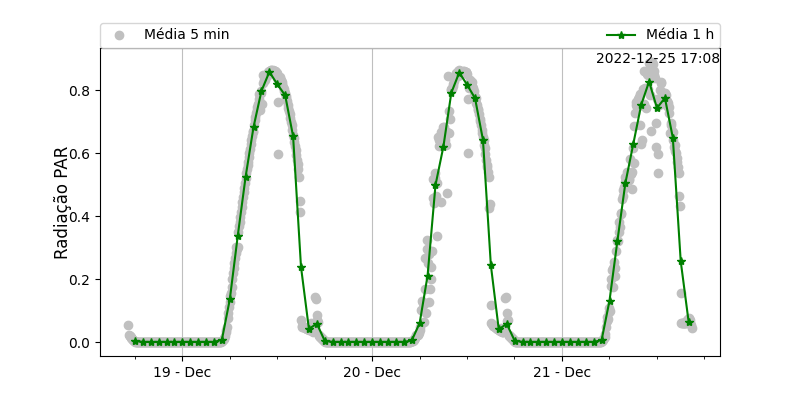 Média 5 min
Média 1 h
2022-12-25 17:08
Radiação PAR
0.8
0.6
0.4
0.2
0.0
19 - Dec
20 - Dec
21 - Dec